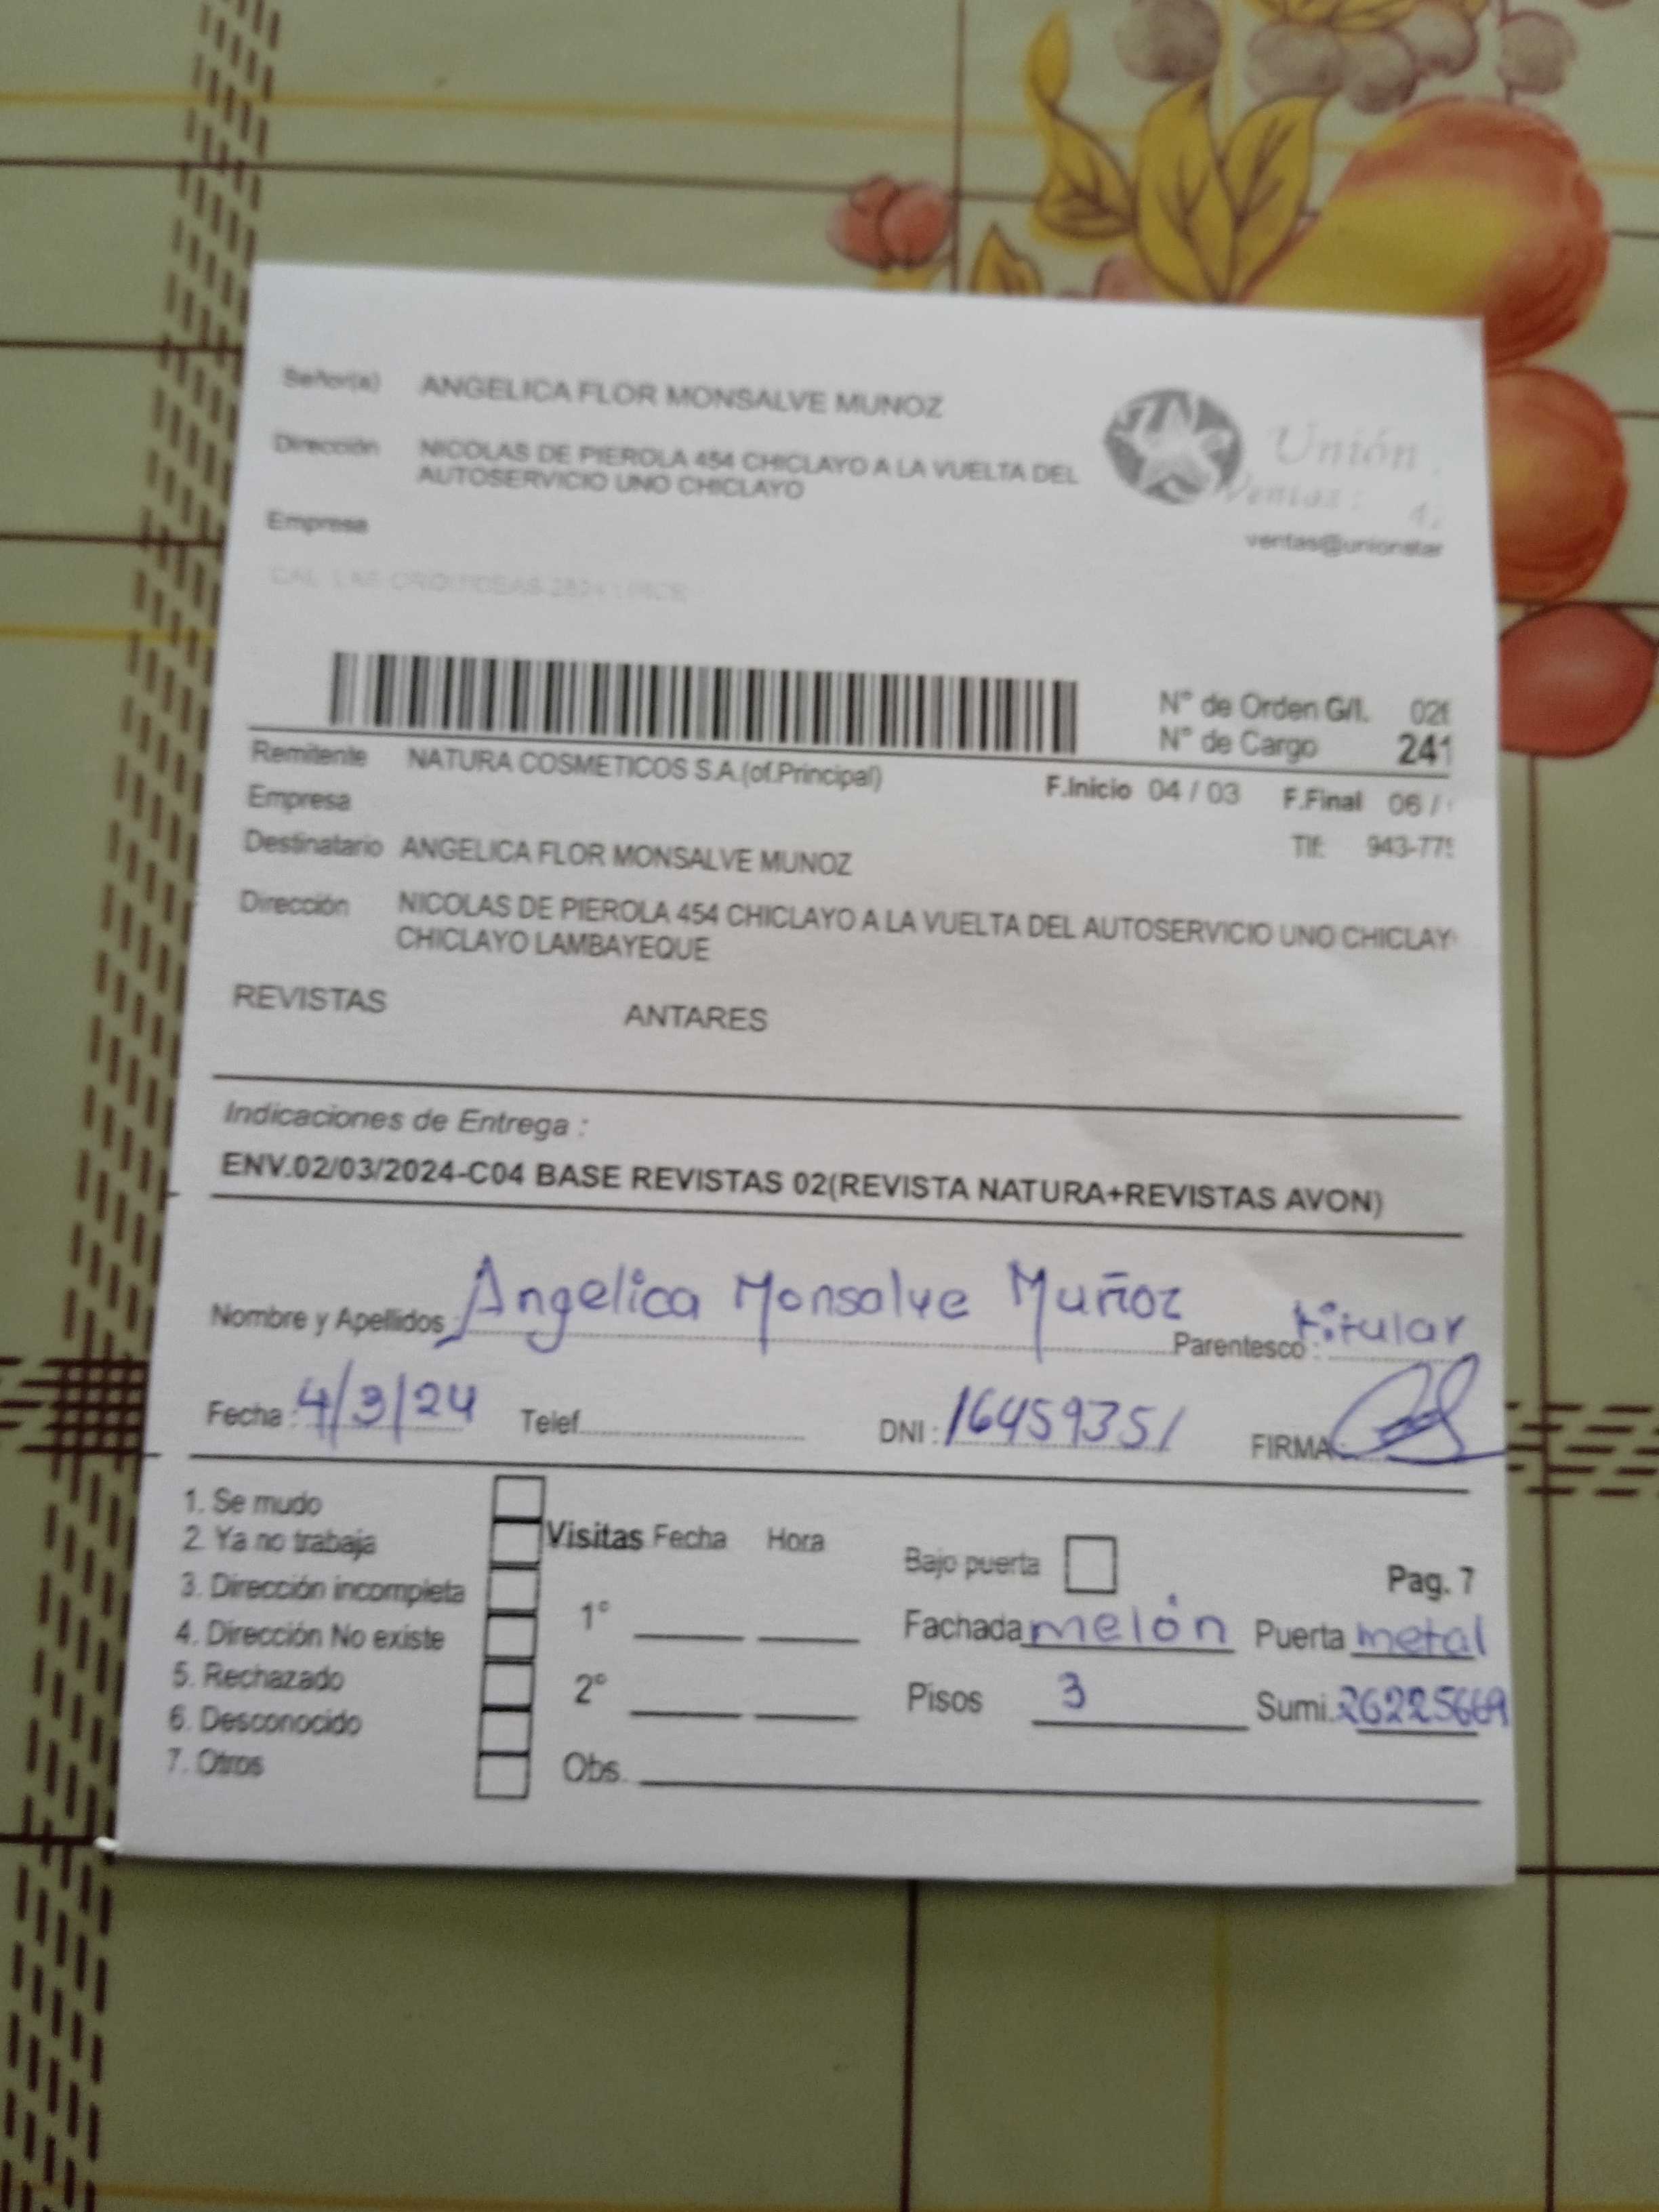 Señor(a) ANGELICA FLOR MONSALVE MUNOZ
Dirección NICOLAS DE PIEROLA 454 CHICLAYO A LA VUELTA DEL
AUTOSERVICIO UNO CHICLAYO
Unión
Ventas:
Empresa
ventas@unionstar
N° de Orden G/I. 026
N° de Cargo 241
Remitente NATURA COSMETICOS S.A.(of.Principal)
F.Inicio 04 / 03 F.Final 06 /
Empresa
Destinatario ANGELICA FLOR MONSALVE MUNOZ
Tlf: 943-775
Dirección NICOLAS DE PIEROLA 454 CHICLAYO A LA VUELTA DEL AUTOSERVICIO UNO CHICLAY
CHICLAYO LAMBAYEQUE
REVISTAS ANTARES
Indicaciones de Entrega :
ENV.02/03/2024-C04 BASE REVISTAS 02(REVISTA NATURA+REVISTAS AVON)
Nombre y Apellidos Angelica Monsalve Muñoz Parentesco : titular
Fecha : 4/3/24 Telef. DNI : 16459351 FIRMA
1. Se mudo
2. Ya no trabaja
3. Dirección incompleta
4. Dirección No existe
5. Rechazado
6. Desconocido
7. Otros
Visitas Fecha Hora
1°
2°
Obs.
Bajo puerta
Pag. 7
Fachada melón Puerta metal
Pisos 3 Sumi. 26225669